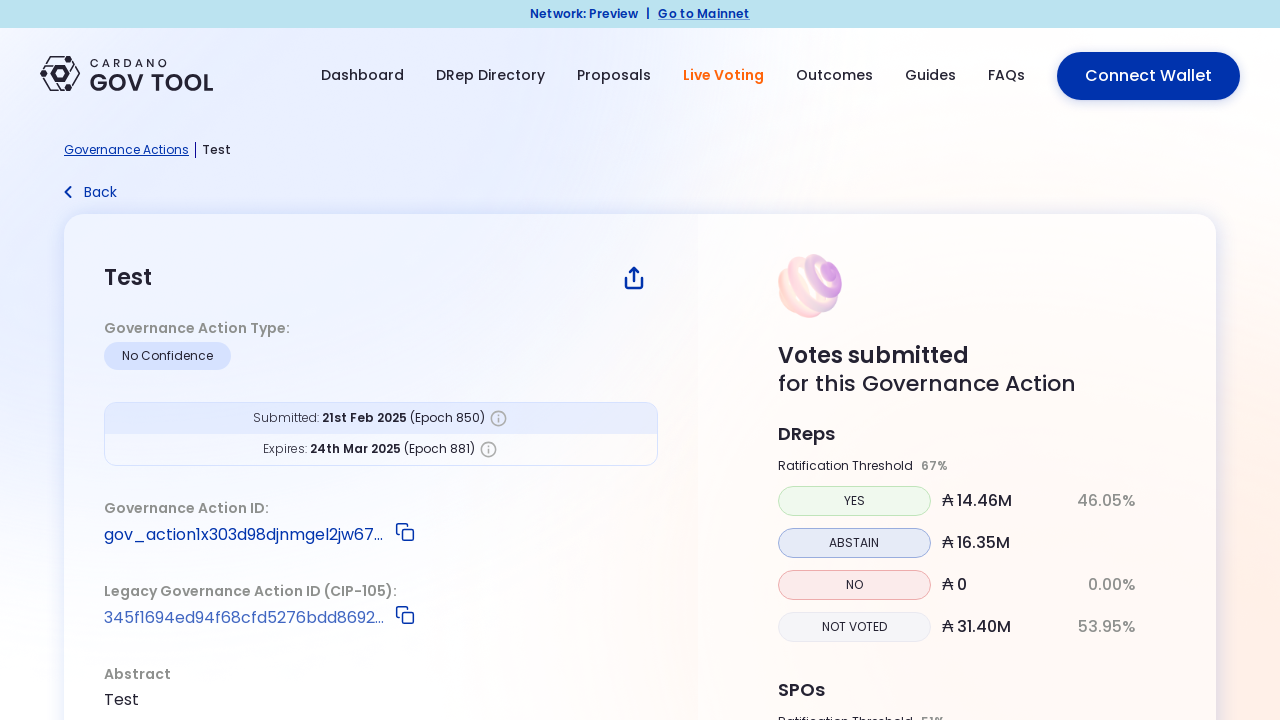 Network: Preview | Go to Mainnet
CARDANO
GOV TOOL
Dashboard DRep Directory Proposals Live Voting Outcomes Guides FAQs Connect Wallet
Governance Actions | Test
Back
Test
Governance Action Type:
No Confidence
Submitted: 21st Feb 2025 (Epoch 850)
Expires: 24th Mar 2025 (Epoch 881)
Governance Action ID:
gov_action1x303d98djnmgel2jw67...
Legacy Governance Action ID (CIP-105):
345f1694ed94f68cfd5276bdd8692...
Abstract
Test
Votes submitted
for this Governance Action
DReps
Ratification Threshold 67%
YES ₳ 14.46M 46.05%
ABSTAIN ₳ 16.35M
NO ₳ 0 0.00%
NOT VOTED ₳ 31.40M 53.95%
SPOs
Ratification Threshold 51%